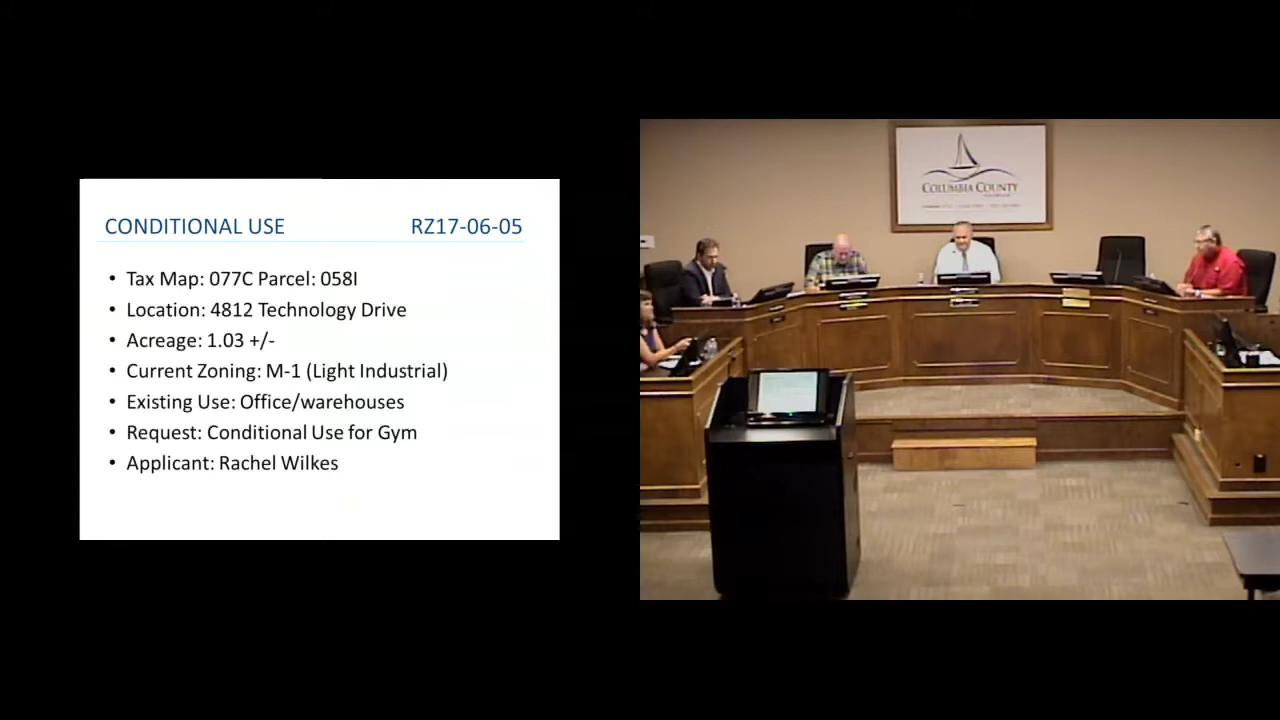 CONDITIONAL USE RZ17-06-05
• Tax Map: 077C Parcel: 058I
• Location: 4812 Technology Drive
• Acreage: 1.03 +/-
• Current Zoning: M-1 (Light Industrial)
• Existing Use: Office/warehouses
• Request: Conditional Use for Gym
• Applicant: Rachel Wilkes
COLUMBIA COUNTY